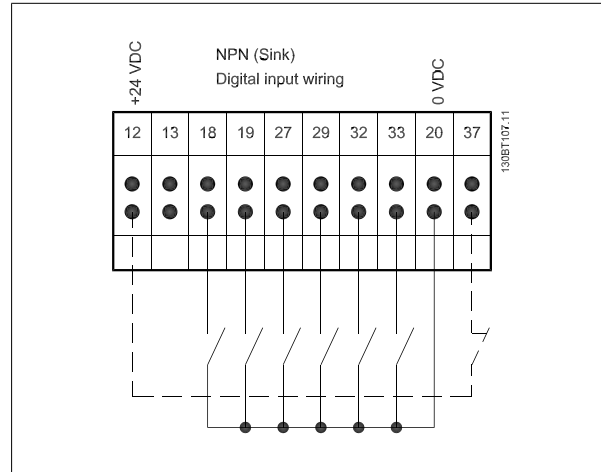 NPN (Sink)
Digital input wiring
+24 VDC
0 VDC
12 13 18 19 27 29 32 33 20 37
130BT107.11